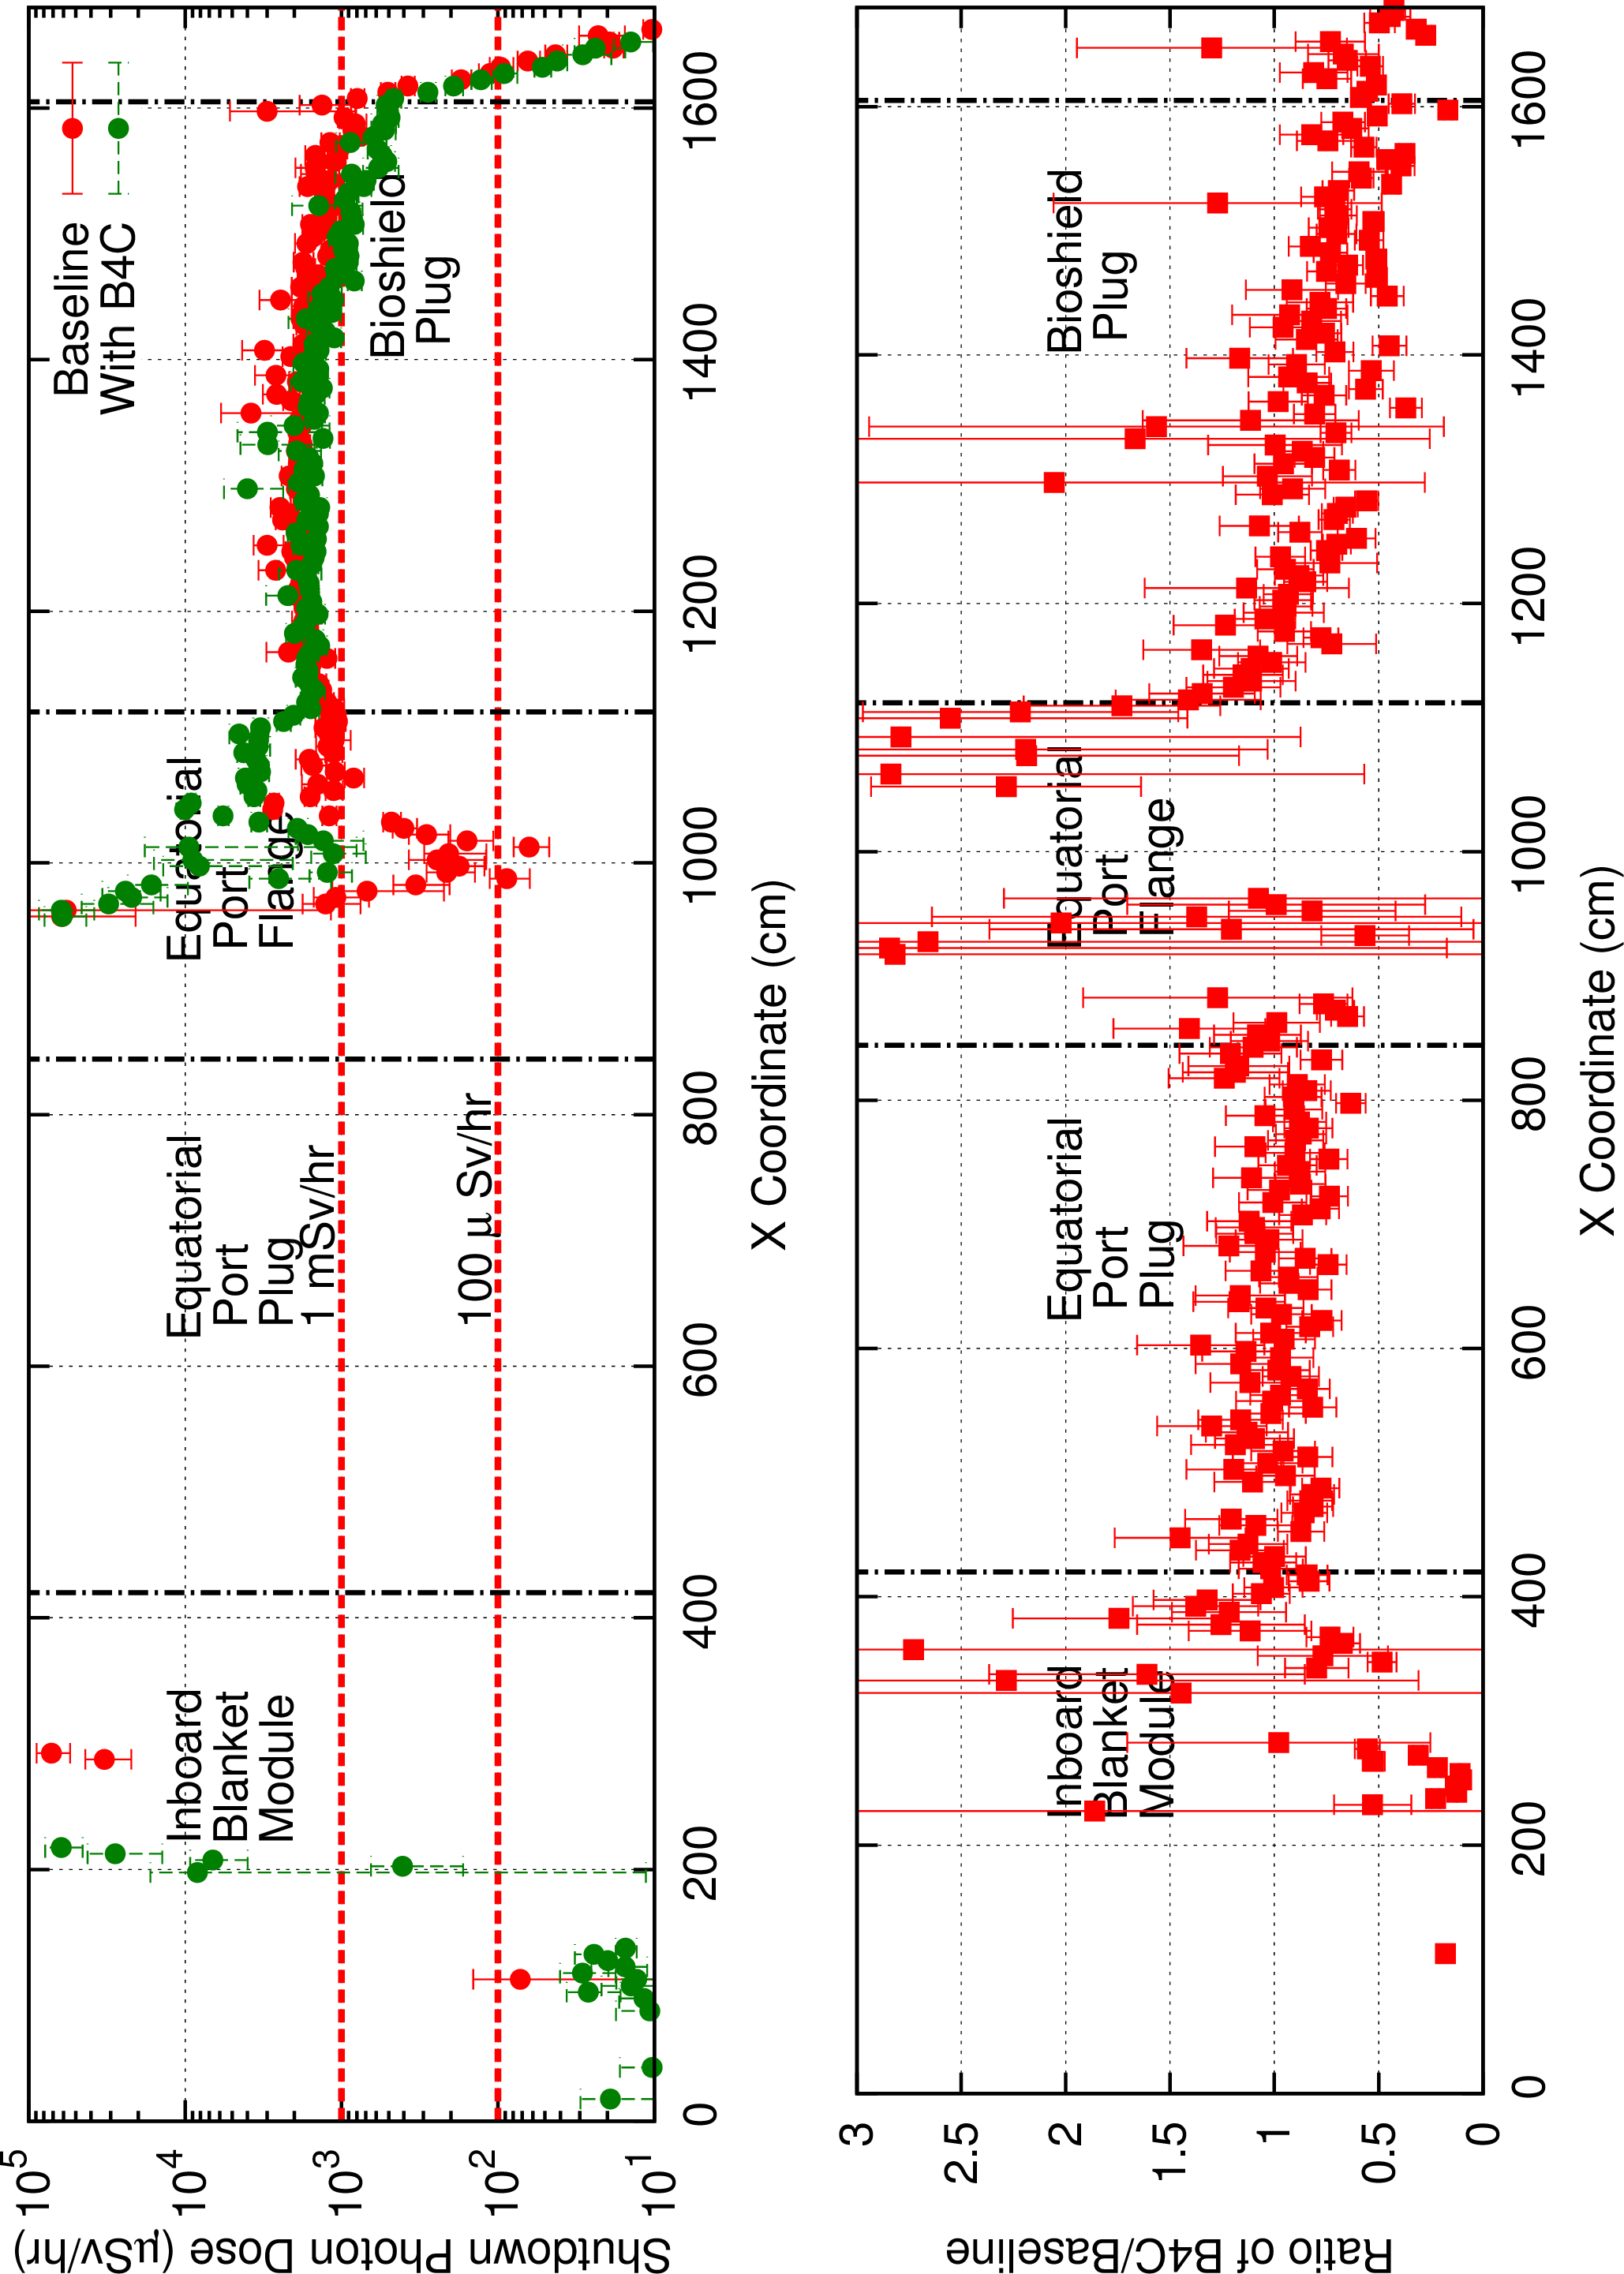 Shutdown Photon Dose (μSv/hr)
10^5
10^4
10^3
10^2
10^1
0
200
400
600
800
1000
1200
1400
1600
X Coordinate (cm)
Baseline
With B4C
Inboard
Blanket
Module
Equatorial
Port
Plug
1 mSv/hr
100 μ Sv/hr
Equatorial
Port
Flange
Bioshield
Plug
Ratio of B4C/Baseline
3
2.5
2
1.5
1
0.5
0
0
200
400
600
800
1000
1200
1400
1600
X Coordinate (cm)
Inboard
Blanket
Module
Equatorial
Port
Plug
Equatorial
Port
Flange
Bioshield
Plug